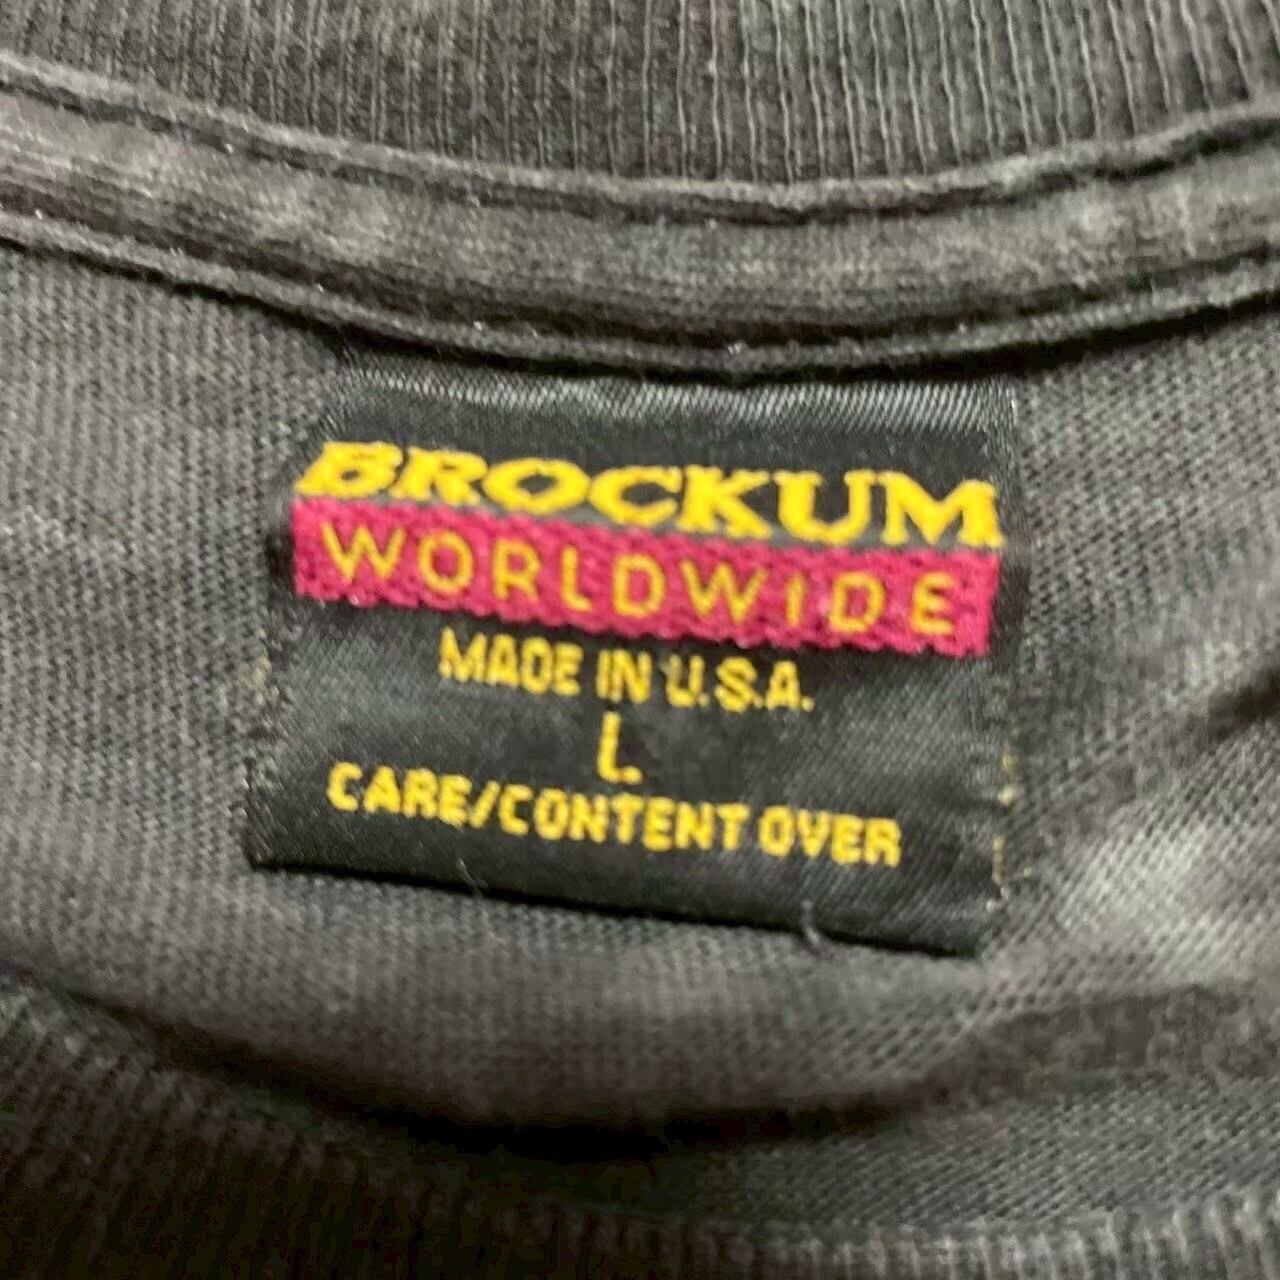 BROCKUM
WORLDWIDE
MADE IN U.S.A.
L
CARE/CONTENT OVER